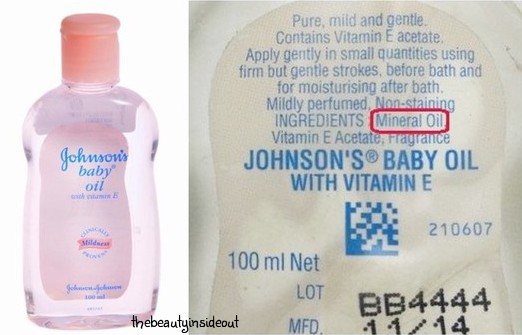 Johnson's
baby
oil
with vitamin E
CLINICALLY
Mildness
PROVEN
Johnson & Johnson
100 ml
thebeautyinsideout
Pure, mild and gentle.
Contains Vitamin E acetate.
Apply gently in small quantities using
firm but gentle strokes, before bath and
for moisturising after bath.
Mildly perfumed, Non-staining
INGREDIENTS : Mineral Oil,
Vitamin E Acetate, Fragrance
JOHNSON'S® BABY OIL
WITH VITAMIN E
210607
100 ml Net
LOT BB4444
MFD. 11/14